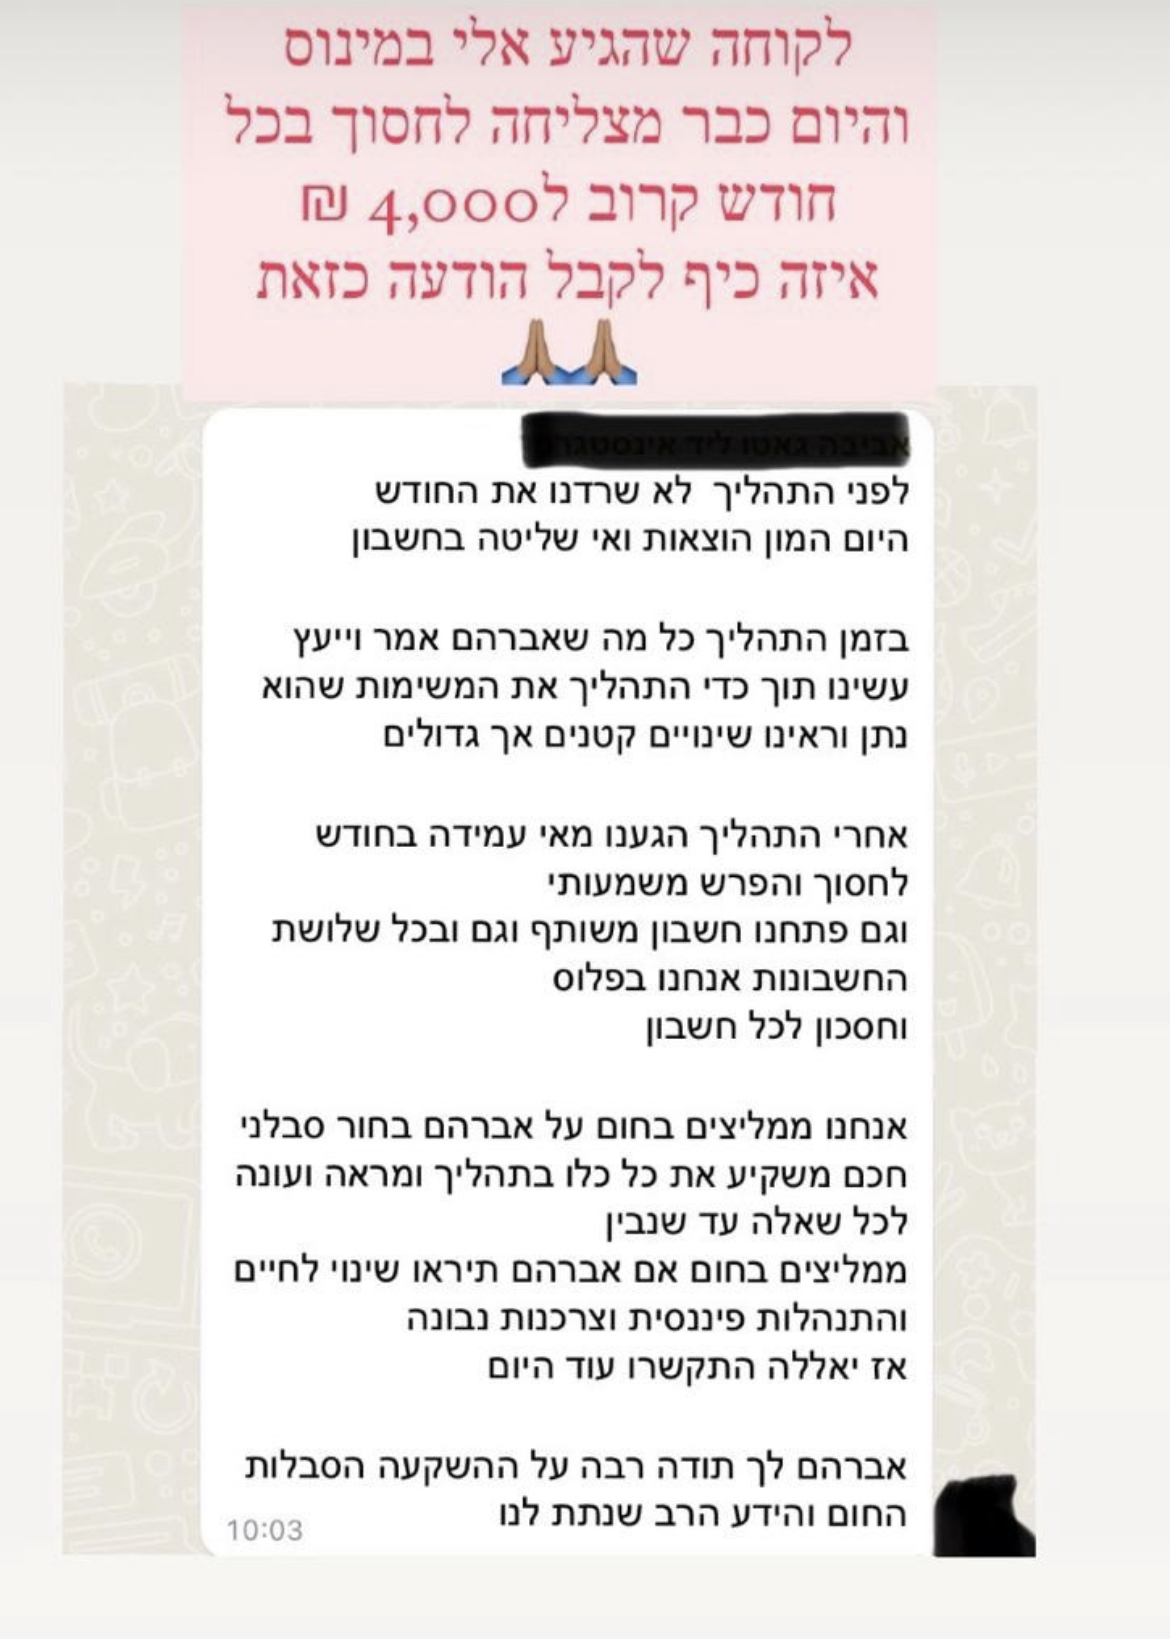 לקוחה שהגיע אלי במינוס
והיום כבר מצליחה לחסוך בכל
חודש קרוב ל4,000 ₪
איזה כיף לקבל הודעה כזאת
🙏🏽🙏🏽
לפני התהליך  לא שרדנו את החודש
היום המון הוצאות ואי שליטה בחשבון
בזמן התהליך כל מה שאברהם אמר וייעץ
עשינו תוך כדי התהליך את המשימות שהוא
נתן וראינו שינויים קטנים אך גדולים
אחרי התהליך הגענו מאי עמידה בחודש
לחסוך והפרש משמעותי
וגם פתחנו חשבון משותף וגם ובכל שלושת
החשבונות אנחנו בפלוס
וחסכון לכל חשבון
אנחנו ממליצים בחום על אברהם בחור סבלני
חכם משקיע את כל כלו בתהליך ומראה ועונה
לכל שאלה עד שנבין
ממליצים בחום אם אברהם תיראו שינוי לחיים
והתנהלות פיננסית וצרכנות נבונה
אז יאללה התקשרו עוד היום
אברהם לך תודה רבה על ההשקעה הסבלות
החום והידע הרב שנתת לנו
10:03